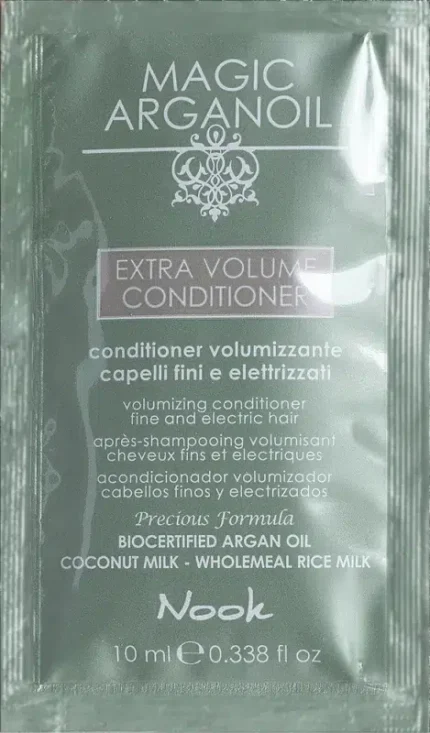 MAGIC
ARGANOIL
EXTRA VOLUME
CONDITIONER
conditioner volumizzante
capelli fini e elettrizzati
volumizing conditioner
fine and electric hair
après-shampooing volumisant
cheveux fins et électriques
acondicionador volumizador
cabellos finos y electrizados
Precious Formula
BIOCERTIFIED ARGAN OIL
COCONUT MILK - WHOLEMEAL RICE MILK
Nook
10 ml ℮ 0.338 fl oz